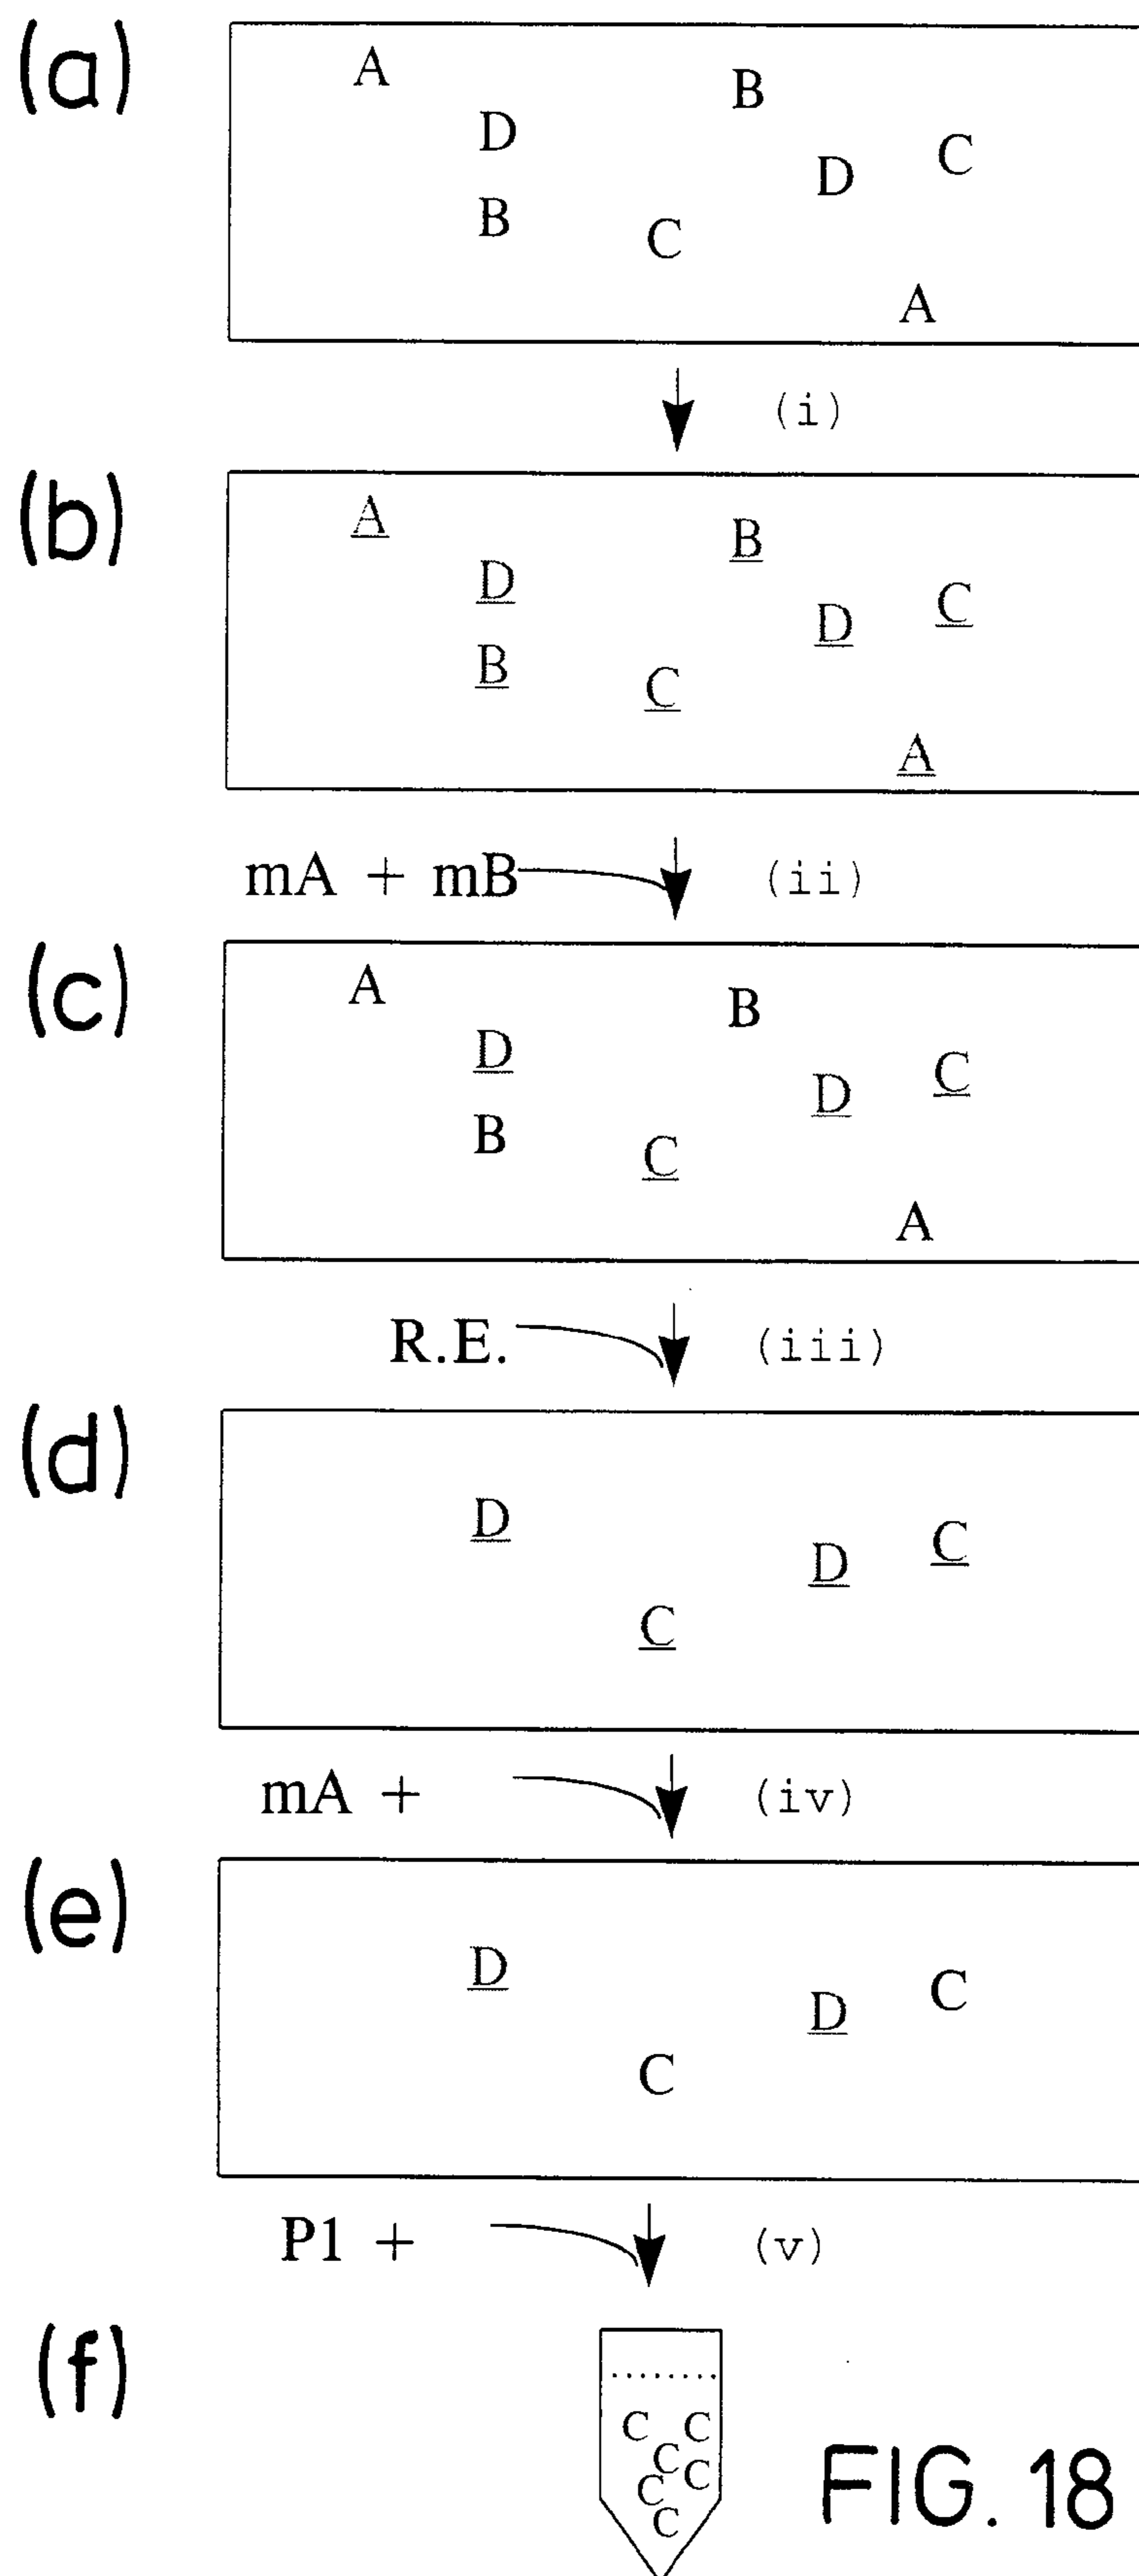 (a)
A
B
D
D C
B
C
A
(i)
(b)
A
B
D
D C
B
C
A
mA + mB (ii)
(c)
A
B
D
D C
B
C
A
R.E. (iii)
(d)
D
D C
C
mA + (iv)
(e)
D
D C
C
P1 + (v)
(f)
C C
C
C C
C
FIG. 18